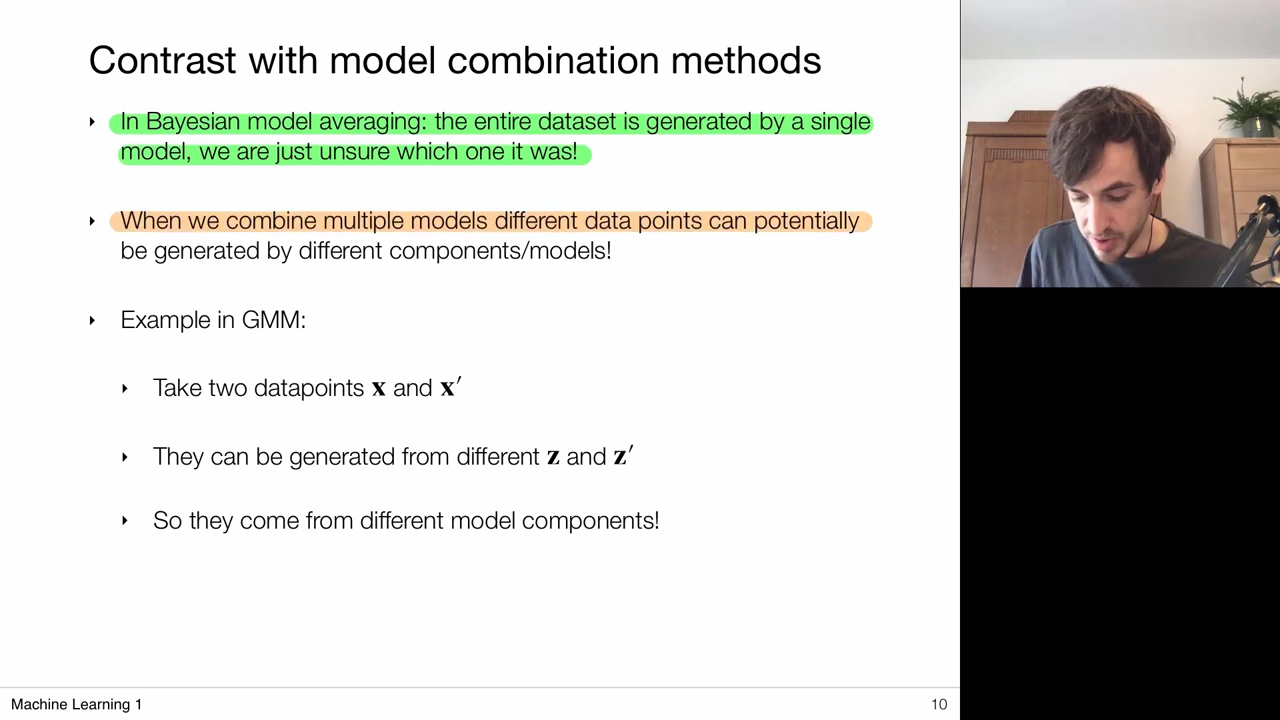 Contrast with model combination methods
In Bayesian model averaging: the entire dataset is generated by a single
model, we are just unsure which one it was!
When we combine multiple models different data points can potentially
be generated by different components/models!
Example in GMM:
Take two datapoints x and x′
They can be generated from different z and z′
So they come from different model components!
Machine Learning 1
10